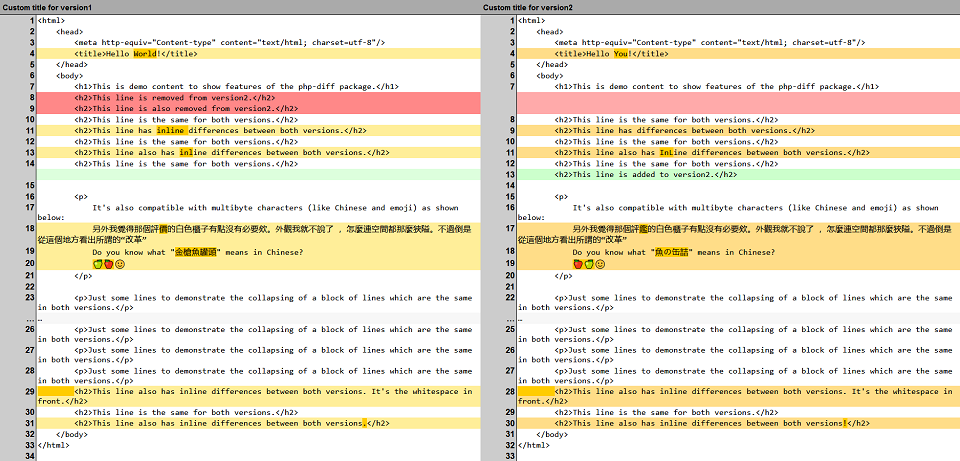 Custom title for version1
1 <html>
2 <head>
3 <meta http-equiv="Content-type" content="text/html; charset=utf-8"/>
4 <title>Hello World!</title>
5 </head>
6 <body>
7 <h1>This is demo content to show features of the php-diff package.</h1>
8 <h2>This line is removed from version2.</h2>
9 <h2>This line is also removed from version2.</h2>
10 <h2>This line is the same for both versions.</h2>
11 <h2>This line has inline differences between both versions.</h2>
12 <h2>This line is the same for both versions.</h2>
13 <h2>This line also has inline differences between both versions.</h2>
14 <h2>This line is the same for both versions.</h2>
15
16 <p>
17 It's also compatible with multibyte characters (like Chinese and emoji) as shown
below:
18 另外我覺得那個評價的白色櫃子有點沒有必要欸。外觀我就不說了 ，怎麼連空間都那麼狹隘。不過倒是
從這個地方看出所謂的“改革”
19 Do you know what "金槍魚罐頭" means in Chinese?
20 🍏🍎🙂
21 </p>
22
23 <p>Just some lines to demonstrate the collapsing of a block of lines which are the same
in both versions.</p>
… …
26 <p>Just some lines to demonstrate the collapsing of a block of lines which are the same
in both versions.</p>
27 <p>Just some lines to demonstrate the collapsing of a block of lines which are the same
in both versions.</p>
28 <p>Just some lines to demonstrate the collapsing of a block of lines which are the same
in both versions.</p>
29 <h2>This line also has inline differences between both versions. It's the whitespace in
front.</h2>
30 <h2>This line is the same for both versions.</h2>
31 <h2>This line also has inline differences between both versions.</h2>
32 </body>
33 </html>
34
Custom title for version2
1 <html>
2 <head>
3 <meta http-equiv="Content-type" content="text/html; charset=utf-8"/>
4 <title>Hello You!</title>
5 </head>
6 <body>
7 <h1>This is demo content to show features of the php-diff package.</h1>
8 <h2>This line is the same for both versions.</h2>
9 <h2>This line has differences between both versions.</h2>
10 <h2>This line is the same for both versions.</h2>
11 <h2>This line also has InLine differences between both versions.</h2>
12 <h2>This line is the same for both versions.</h2>
13 <h2>This line is added to version2.</h2>
14
15 <p>
16 It's also compatible with multibyte characters (like Chinese and emoji) as shown
below:
17 另外我覺得那個評鑑的白色櫃子有點沒有必要欸。外觀我就不說了 ，怎麼連空間都那麼狹隘。不過倒是
從這個地方看出所謂的“改革”
18 Do you know what "魚の缶詰" means in Chinese?
19 🍎🍏🙂
20 </p>
21
22 <p>Just some lines to demonstrate the collapsing of a block of lines which are the same
in both versions.</p>
… …
25 <p>Just some lines to demonstrate the collapsing of a block of lines which are the same
in both versions.</p>
26 <p>Just some lines to demonstrate the collapsing of a block of lines which are the same
in both versions.</p>
27 <p>Just some lines to demonstrate the collapsing of a block of lines which are the same
in both versions.</p>
28 <h2>This line also has inline differences between both versions. It's the whitespace in
front.</h2>
29 <h2>This line is the same for both versions.</h2>
30 <h2>This line also has inline differences between both versions!</h2>
31 </body>
32 </html>
33